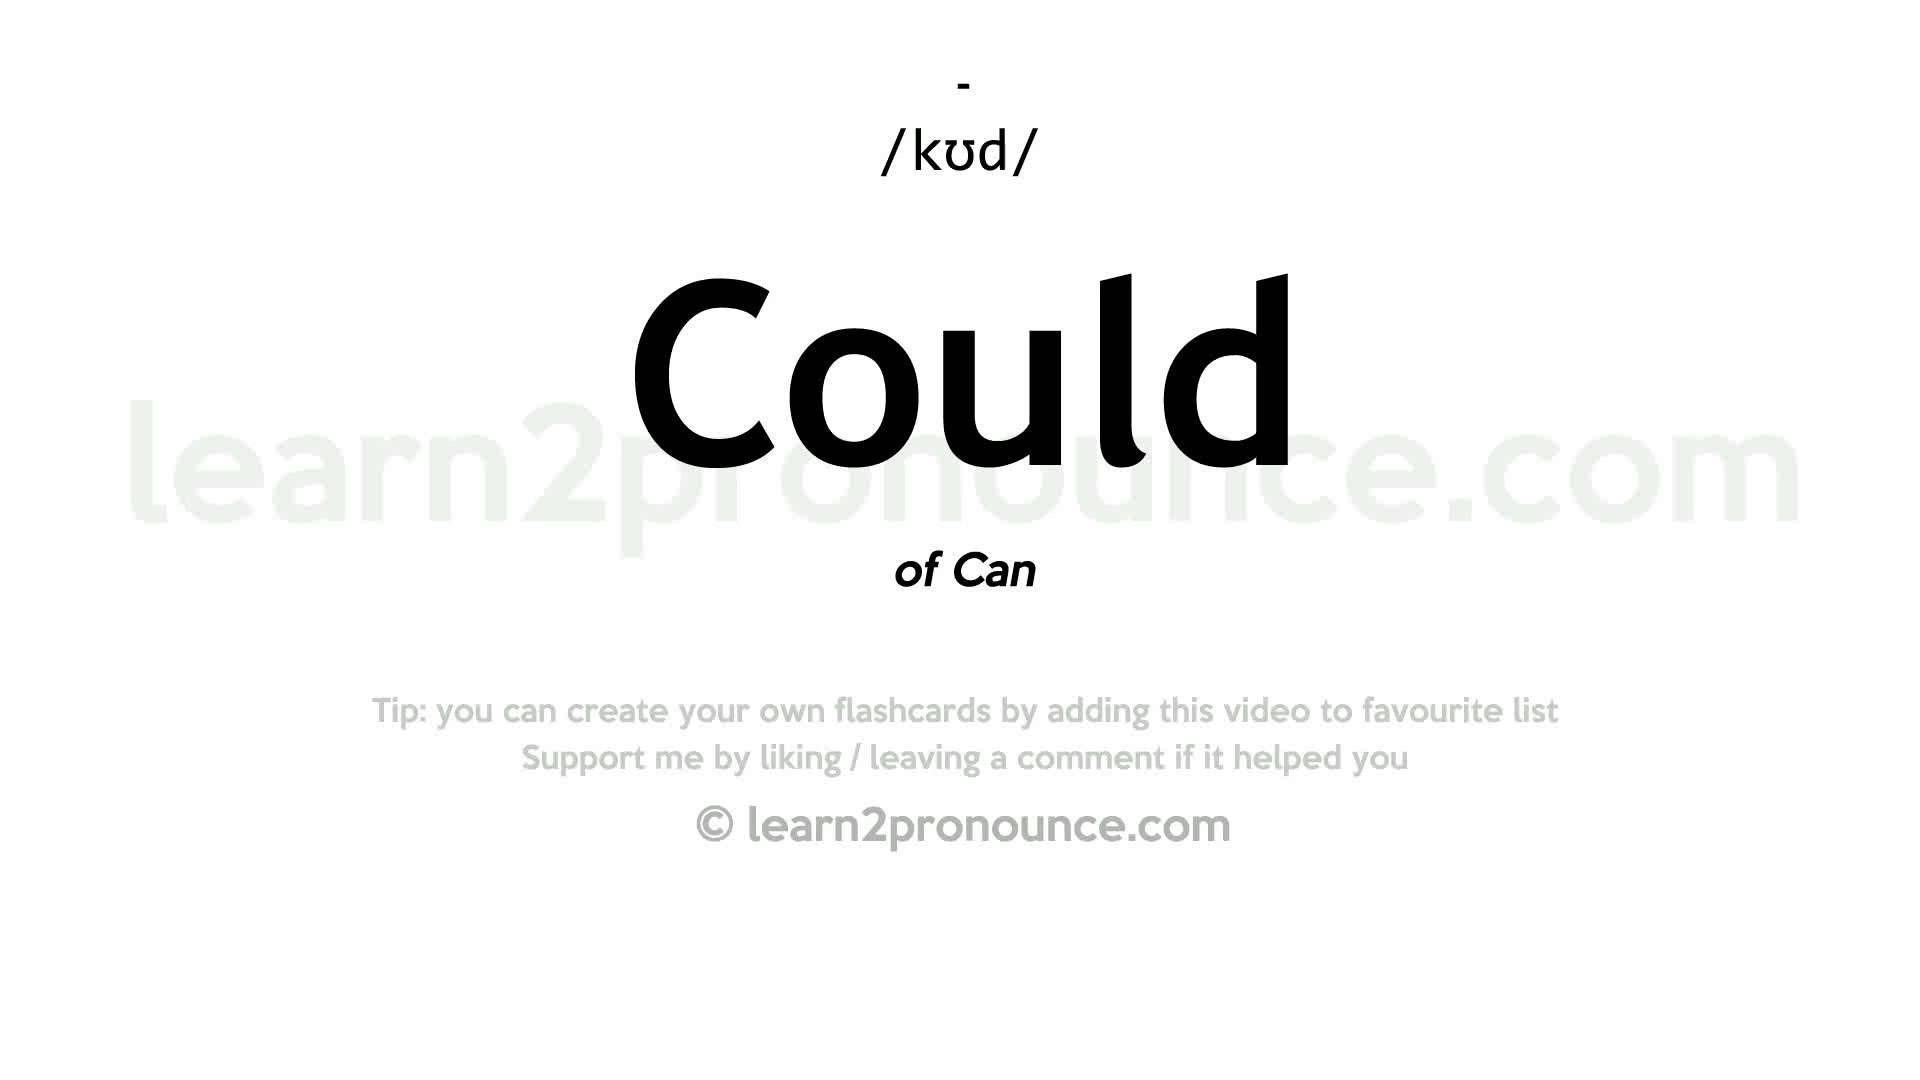 -
/kʊd/
Could
learn2pronounce.com
of Can
Tip: you can create your own flashcards by adding this video to favourite list
Support me by liking / leaving a comment if it helped you
© learn2pronounce.com